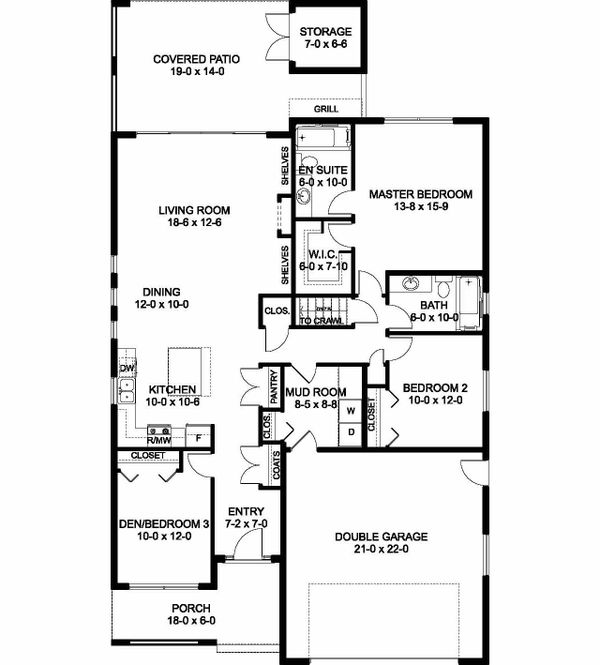 STORAGE
7-0 x 6-6
COVERED PATIO
19-0 x 14-0
GRILL
SHELVES
EN SUITE
6-0 x 10-0
MASTER BEDROOM
13-8 x 15-9
LIVING ROOM
18-6 x 12-6
SHELVES
W.I.C.
6-0 x 7-10
DINING
12-0 x 10-0
CLOS.
TO CRAWL
BATH
6-0 x 10-0
DW
KITCHEN
10-0 x 10-6
PANTRY
MUD ROOM
8-5 x 8-8
BEDROOM 2
10-0 x 12-0
CLOSET
W
D
CLOS.
R/MW
F
CLOSET
COATS
DEN/BEDROOM 3
10-0 x 12-0
ENTRY
7-2 x 7-0
DOUBLE GARAGE
21-0 x 22-0
PORCH
18-0 x 6-0